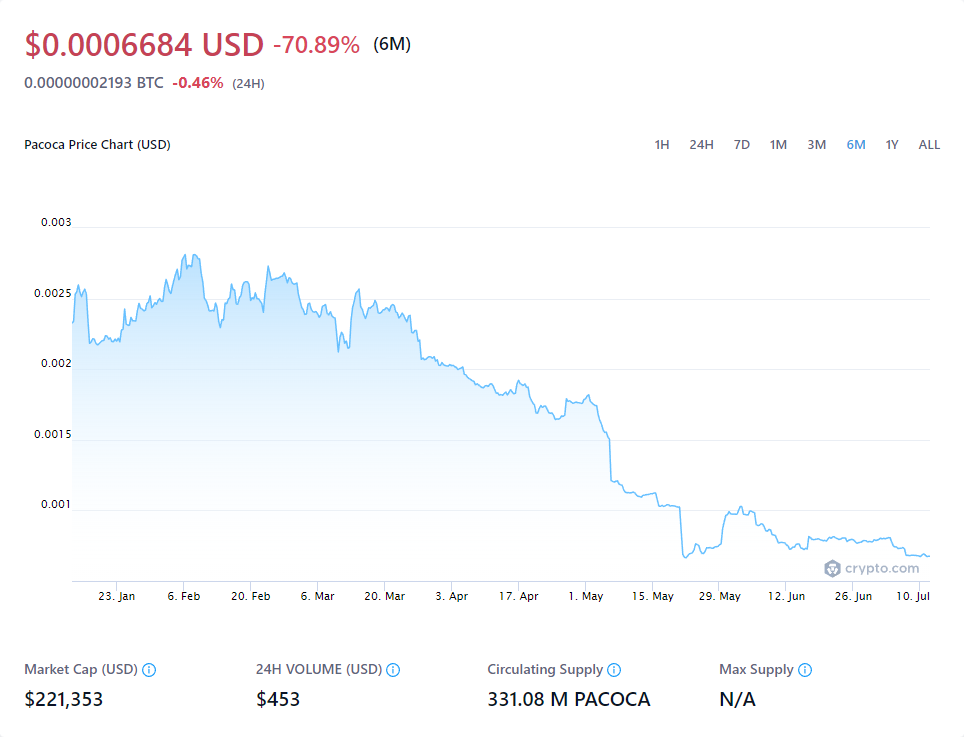 $0.0006684 USD -70.89% (6M)
0.00000002193 BTC -0.46% (24H)
Pacoca Price Chart (USD) 1H 24H 7D 1M 3M 6M 1Y ALL
0.003
0.0025
0.002
0.0015
0.001
crypto.com
23. Jan 6. Feb 20. Feb 6. Mar 20. Mar 3. Apr 17. Apr 1. May 15. May 29. May 12. Jun 26. Jun 10. Jul
Market Cap (USD) 24H VOLUME (USD) Circulating Supply Max Supply
$221,353 $453 331.08 M PACOCA N/A